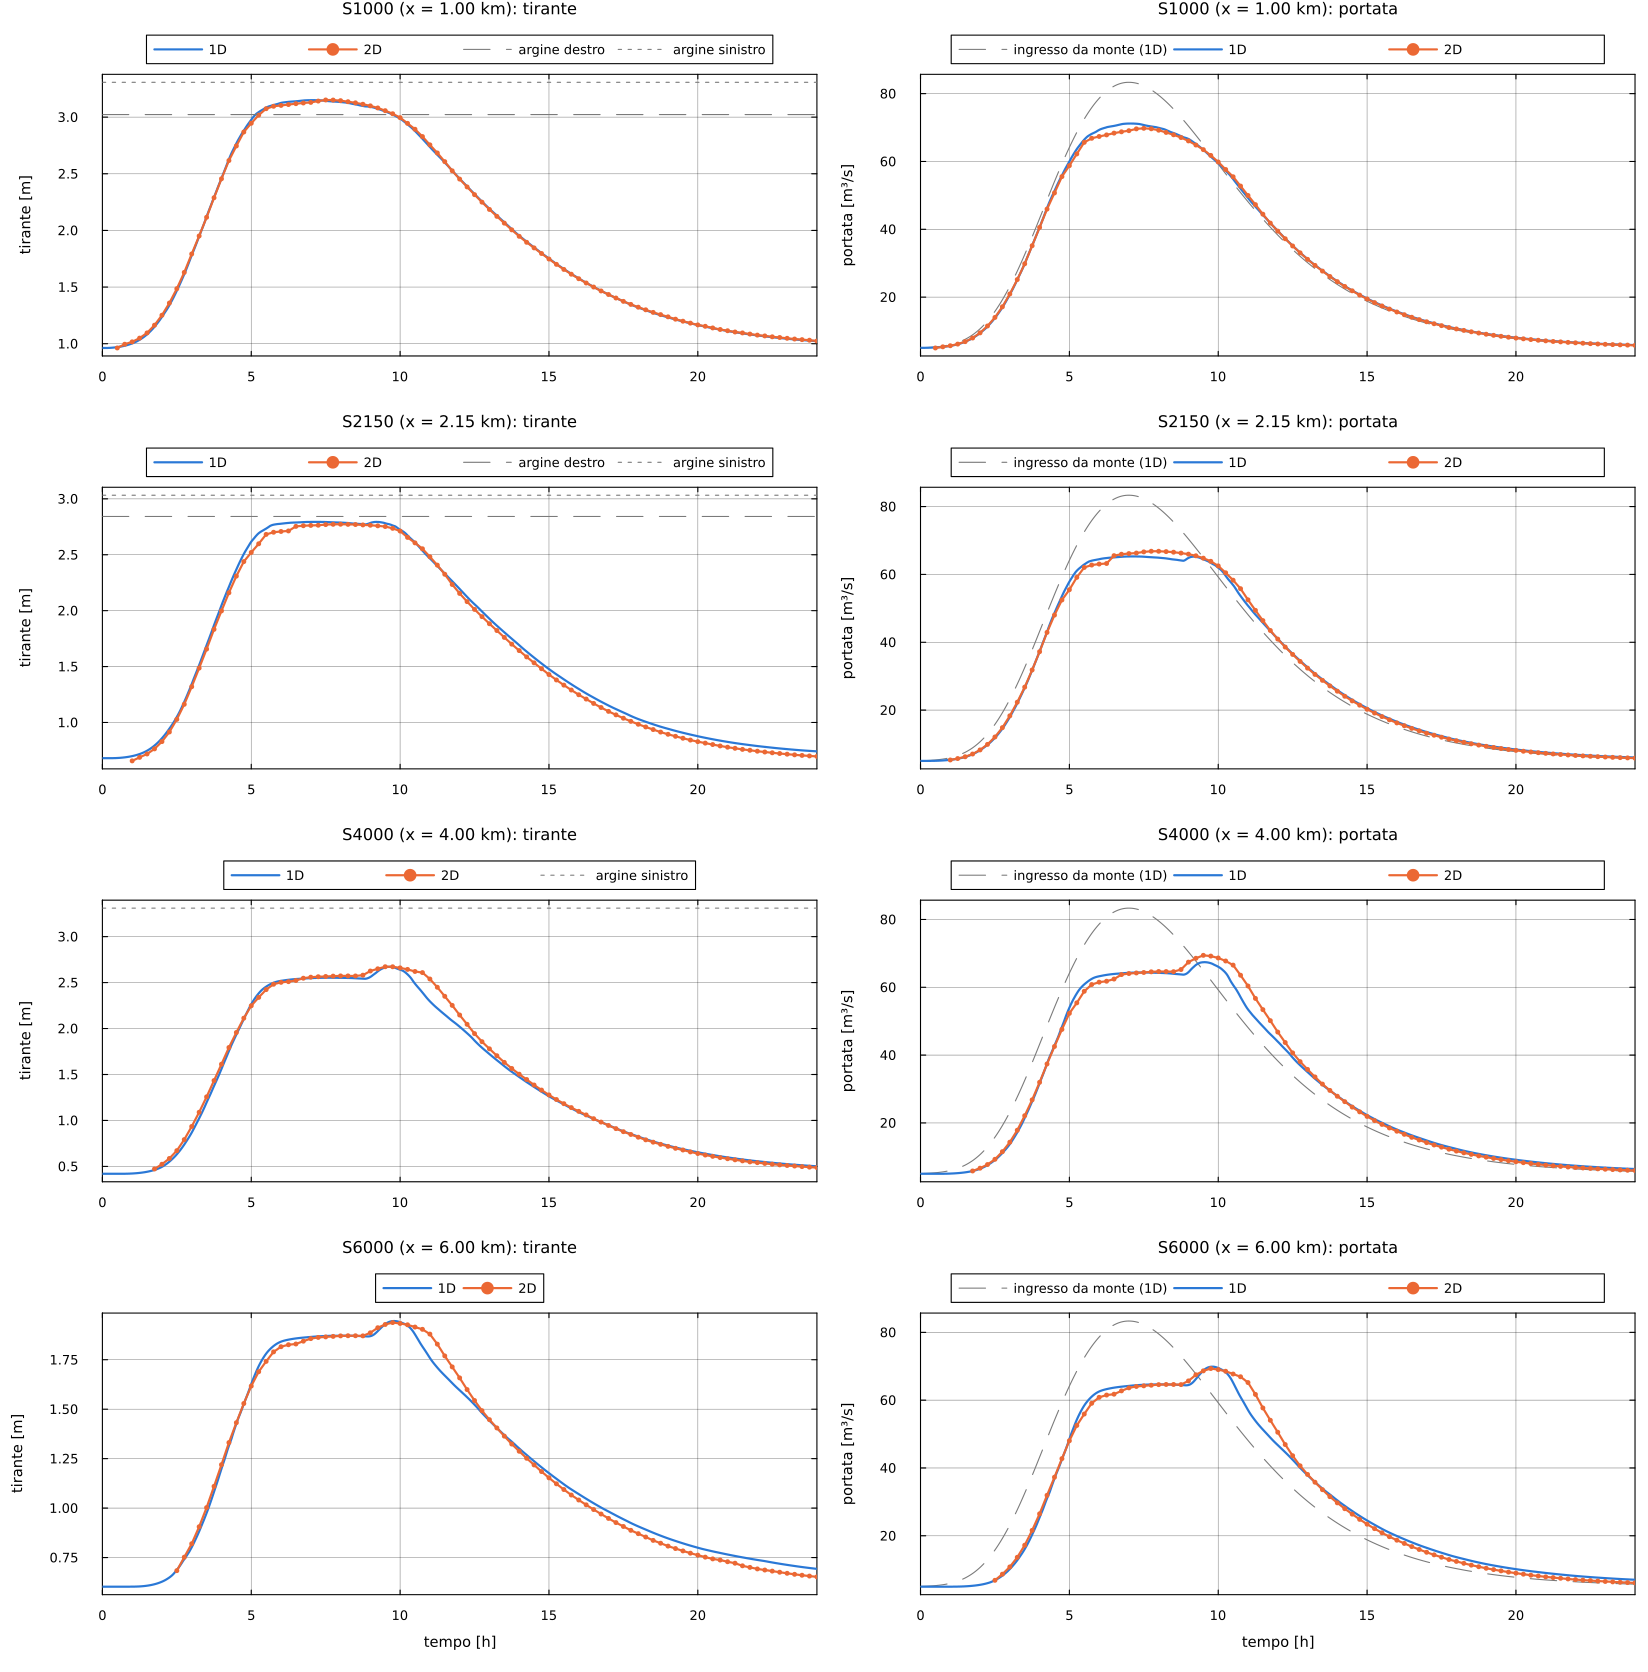 S1000 (x = 1.00 km): tirante
1D 2D argine destro argine sinistro
tirante [m]
3.0
2.5
2.0
1.5
1.0
0 5 10 15 20
S1000 (x = 1.00 km): portata
ingresso da monte (1D) 1D 2D
portata [m³/s]
80
60
40
20
0 5 10 15 20
S2150 (x = 2.15 km): tirante
1D 2D argine destro argine sinistro
tirante [m]
3.0
2.5
2.0
1.5
1.0
0 5 10 15 20
S2150 (x = 2.15 km): portata
ingresso da monte (1D) 1D 2D
portata [m³/s]
80
60
40
20
0 5 10 15 20
S4000 (x = 4.00 km): tirante
1D 2D argine sinistro
tirante [m]
3.0
2.5
2.0
1.5
1.0
0.5
0 5 10 15 20
S4000 (x = 4.00 km): portata
ingresso da monte (1D) 1D 2D
portata [m³/s]
80
60
40
20
0 5 10 15 20
S6000 (x = 6.00 km): tirante
1D 2D
tirante [m]
1.75
1.50
1.25
1.00
0.75
0 5 10 15 20
tempo [h]
S6000 (x = 6.00 km): portata
ingresso da monte (1D) 1D 2D
portata [m³/s]
80
60
40
20
0 5 10 15 20
tempo [h]